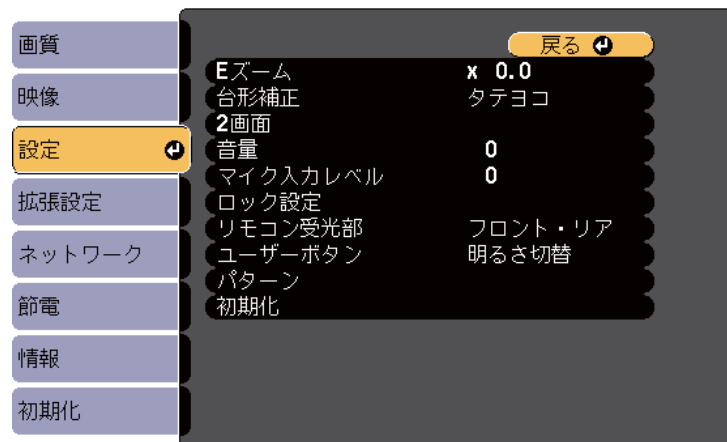 画質
映像
設定
拡張設定
ネットワーク
節電
情報
初期化
戻る
Eズーム x 0.0
台形補正 タテヨコ
2画面
音量 0
マイク入力レベル 0
ロック設定
リモコン受光部 フロント・リア
ユーザーボタン 明るさ切替
パターン
初期化